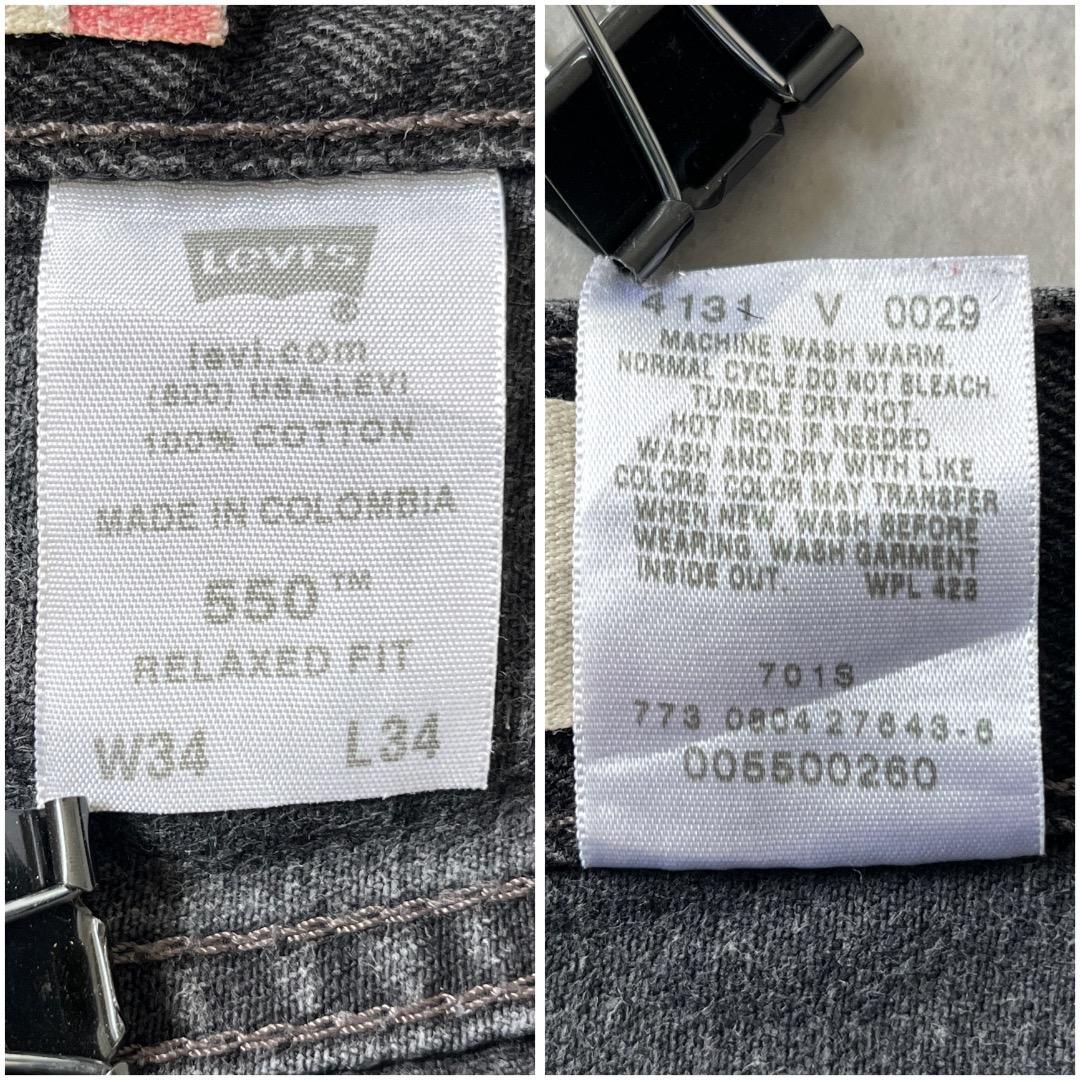 LEVI'S
®
levi.com
(800) USA-LEVI
100% COTTON
MADE IN COLOMBIA
550™
RELAXED FIT
W34 L34
4131 V 0029
MACHINE WASH WARM
NORMAL CYCLE DO NOT BLEACH
TUMBLE DRY HOT
HOT IRON IF NEEDED
WASH AND DRY WITH LIKE
COLORS. COLOR MAY TRANSFER
WHEN NEW. WASH BEFORE
WEARING. WASH GARMENT
INSIDE OUT. WPL 423
701S
773 0804 27643-6
005500260